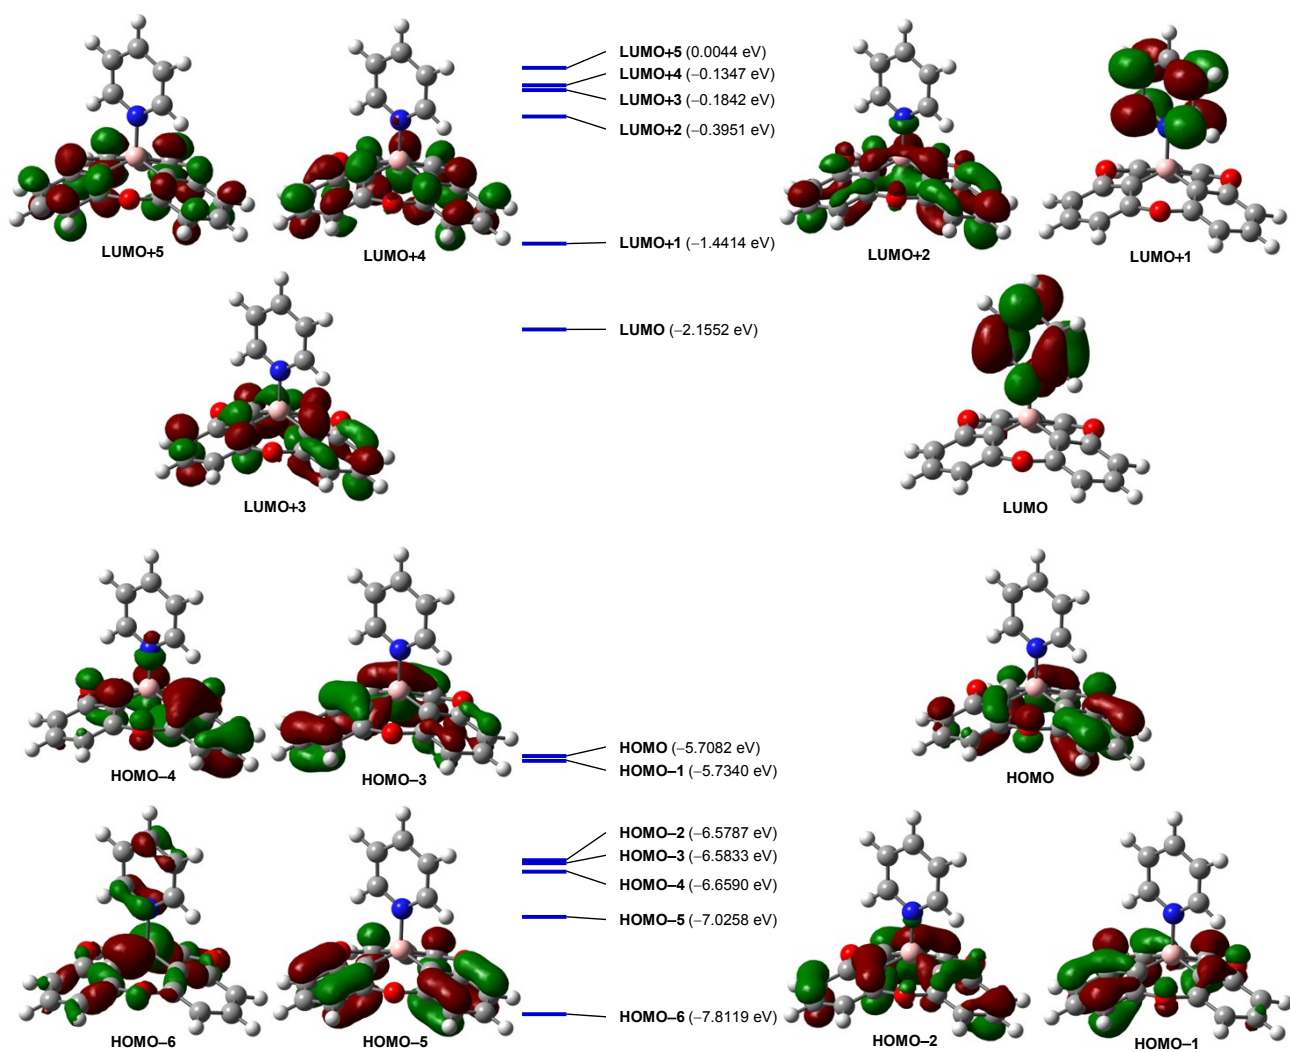 LUMO+5 (0.0044 eV)
LUMO+4 (−0.1347 eV)
LUMO+3 (−0.1842 eV)
LUMO+2 (−0.3951 eV)
LUMO+5
LUMO+4
LUMO+1 (−1.4414 eV)
LUMO+2
LUMO+1
LUMO (−2.1552 eV)
LUMO+3
LUMO
HOMO (−5.7082 eV)
HOMO−1 (−5.7340 eV)
HOMO−4
HOMO−3
HOMO
HOMO−2 (−6.5787 eV)
HOMO−3 (−6.5833 eV)
HOMO−4 (−6.6590 eV)
HOMO−5 (−7.0258 eV)
HOMO−6 (−7.8119 eV)
HOMO−6
HOMO−5
HOMO−2
HOMO−1